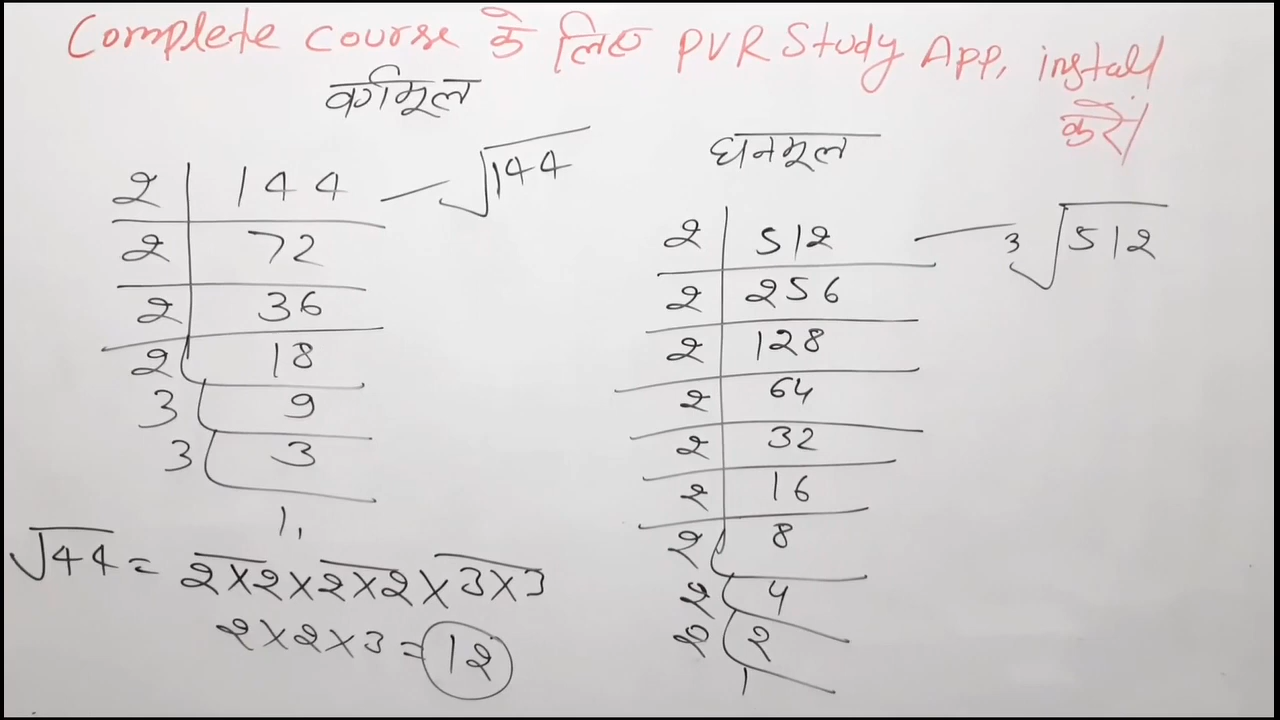 Complete course के लिए PVR Study App, install
करें।
वर्गमूल
2 | 144 — √144
2 | 72
2 | 36
2 | 18
3 | 9
3 | 3
1,
√44 = 2×2×2×2×3×3
2×2×3 = 12
घनमूल
2 | 512 — 3√512
2 | 256
2 | 128
2 | 64
2 | 32
2 | 16
2 | 8
2 | 4
2 | 2
1